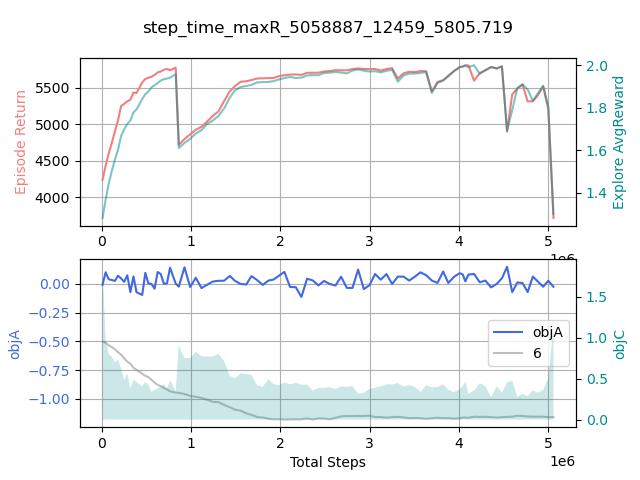 step_time_maxR_5058887_12459_5805.719
5500
5000
4500
4000
Episode Return
2.0
1.8
1.6
1.4
Explore AvgReward
0 1 2 3 4 5
0.00
−0.25
−0.50
−0.75
−1.00
objA
1.5
1.0
0.5
0.0
objC
objA
6
0 1 2 3 4 5
Total Steps
1e6